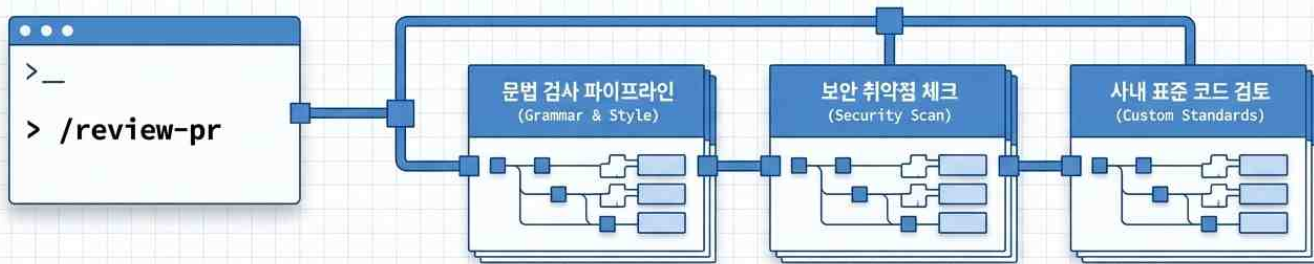 >_
> /review-pr
문법 검사 파이프라인
(Grammar & Style)
보안 취약점 체크
(Security Scan)
사내 표준 코드 검토
(Custom Standards)